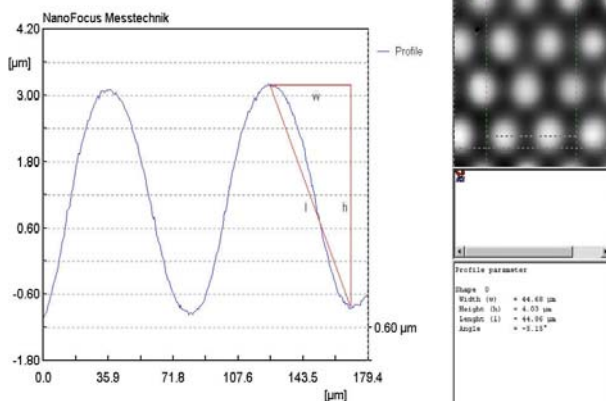 NanoFocus Messtechnik
4.20
[µm]
Profile
3.00
w
1.80
l
h
0.60
-0.60
0.60 µm
-1.80
0.0
35.9
71.8
107.6
143.5
179.4
[µm]
Profile parameter
Shape 0
Width (w) = 44.68 µm
Height (h) = 4.03 µm
Lenght (l) = 44.86 µm
Angle = -5.15°